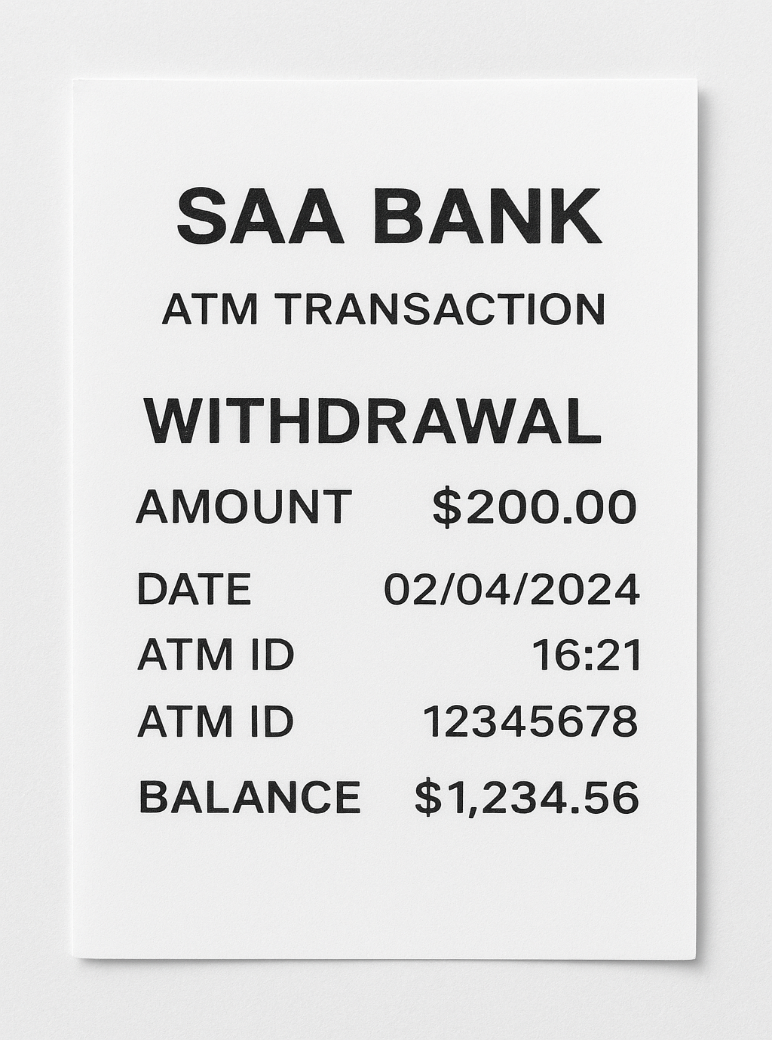 SAA BANK
ATM TRANSACTION
WITHDRAWAL
AMOUNT $200.00
DATE 02/04/2024
ATM ID 16:21
ATM ID 12345678
BALANCE $1,234.56